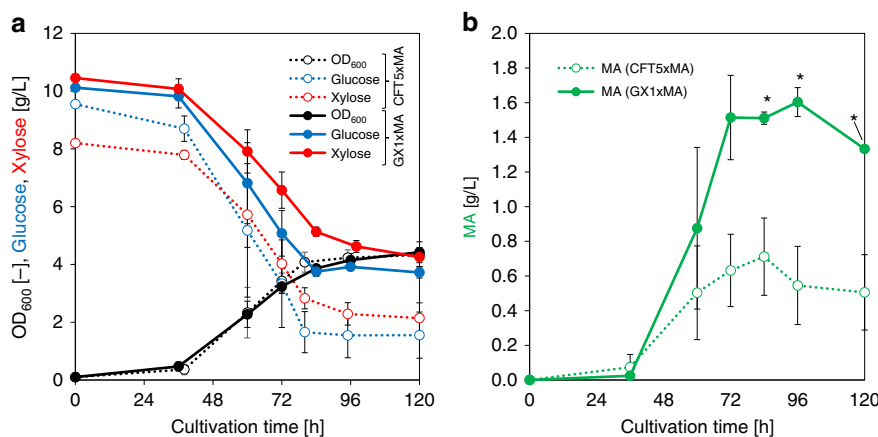 a
12
10
8
6
4
2
0
0 24 48 72 96 120
Cultivation time [h]
OD600 [–], Glucose, Xylose [g/L]
OD600
Glucose
Xylose
CFT5xMA
OD600
Glucose
Xylose
GX1xMA
b
2.0
1.8
1.6
1.4
1.2
1.0
0.8
0.6
0.4
0.2
0.0
0 24 48 72 96 120
Cultivation time [h]
MA [g/L]
MA (CFT5xMA)
MA (GX1xMA)
* * *